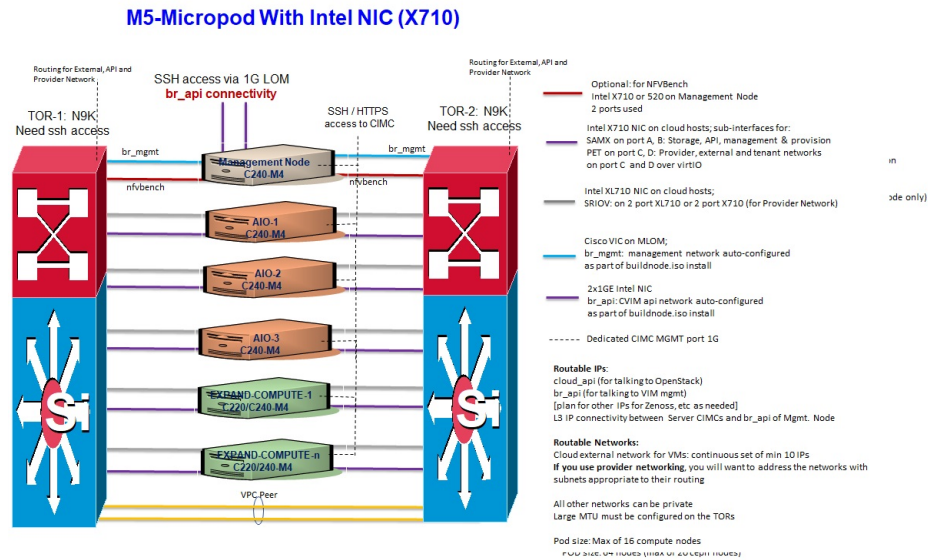 M5-Micropod With Intel NIC (X710)
Routing for External, API and
Provider Network
SSH access via 1G LOM
br_api connectivity
Routing for External, API and
Provider Network
TOR-1: N9K
Need ssh access
SSH / HTTPS
access to CIMC
TOR-2: N9K
Need ssh access
br_mgmt
br_mgmt
Management Node
C240-M4
nfvbench
nfvbench
AIO-1
C240-M4
AIO-2
C240-M4
AIO-3
C240-M4
EXPAND-COMPUTE-1
C220/C240-M4
EXPAND-COMPUTE-n
C220/240-M4
Si
Si
VPC Peer
Optional: for NFVBench
Intel X710 or 520 on Management Node
2 ports used
Intel X710 NIC on cloud hosts; sub-interfaces for:
SAMX on port A, B: Storage, API, management & provision
PET on port C, D: Provider, external and tenant networks
on port C and D over virtIO
Intel XL710 NIC on cloud hosts;
SRIOV: on 2 port XL710 or 2 port X710 (for Provider Network)
Cisco VIC on MLOM;
br_mgmt: management network auto-configured
as part of buildnode.iso install
2x1GE Intel NIC
br_api: CVIM api network auto-configured
as part of buildnode.iso install
Dedicated CIMC MGMT port 1G
on
ode only)
Routable IPs:
cloud_api (for talking to OpenStack)
br_api (for talking to VIM mgmt)
[plan for other IPs for Zenoss, etc as needed]
L3 IP connectivity between Server CIMCs and br_api of Mgmt. Node
Routable Networks:
Cloud external network for VMs: continuous set of min 10 IPs
If you use provider networking, you will want to address the networks with
subnets appropriate to their routing
All other networks can be private
Large MTU must be configured on the TORs
Pod size: Max of 16 compute nodes